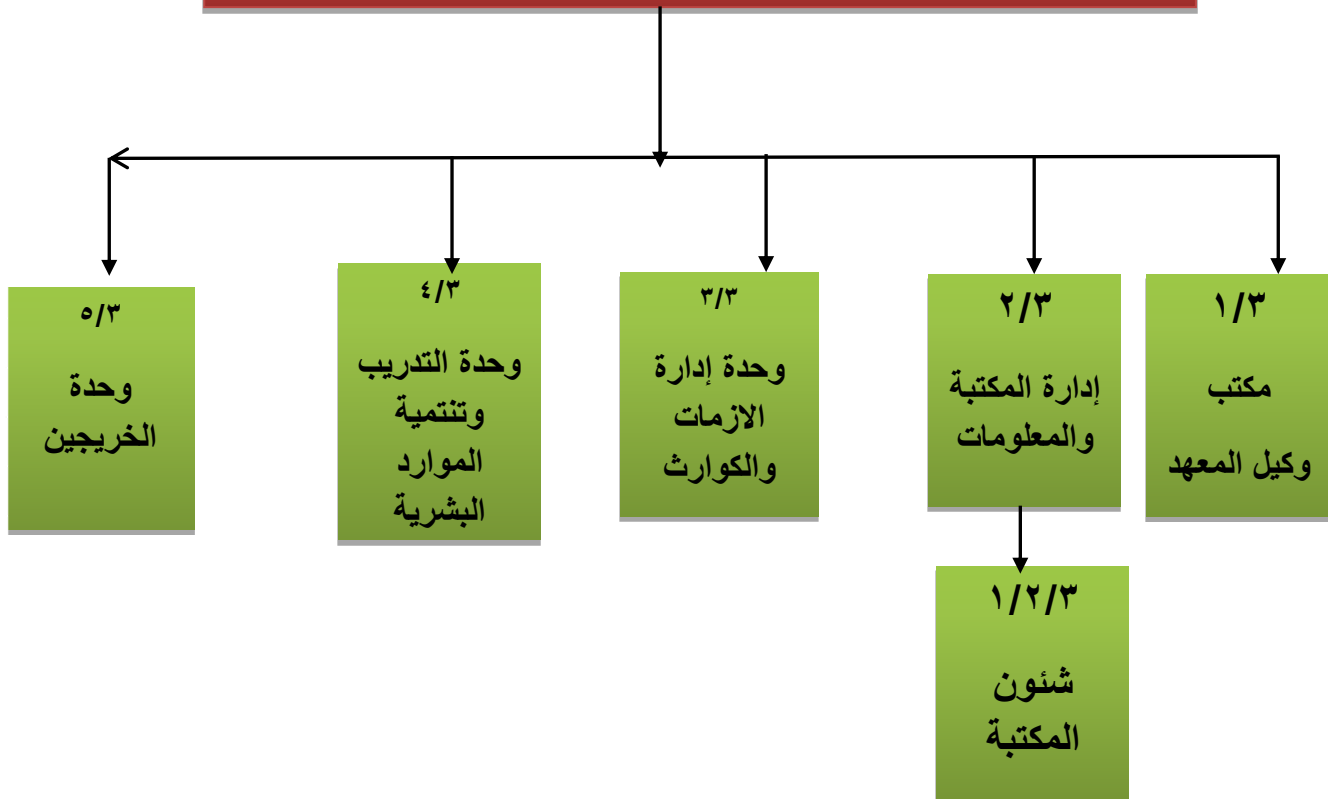 ١/٣
مكتب
وكيل المعهد
٢/٣
إدارة المكتبة
والمعلومات
٣/٣
وحدة إدارة
الازمات
والكوارث
٤/٣
وحدة التدريب
وتنتمية
الموارد
البشرية
٥/٣
وحدة
الخريجين
١/٢/٣
شئون
المكتبة